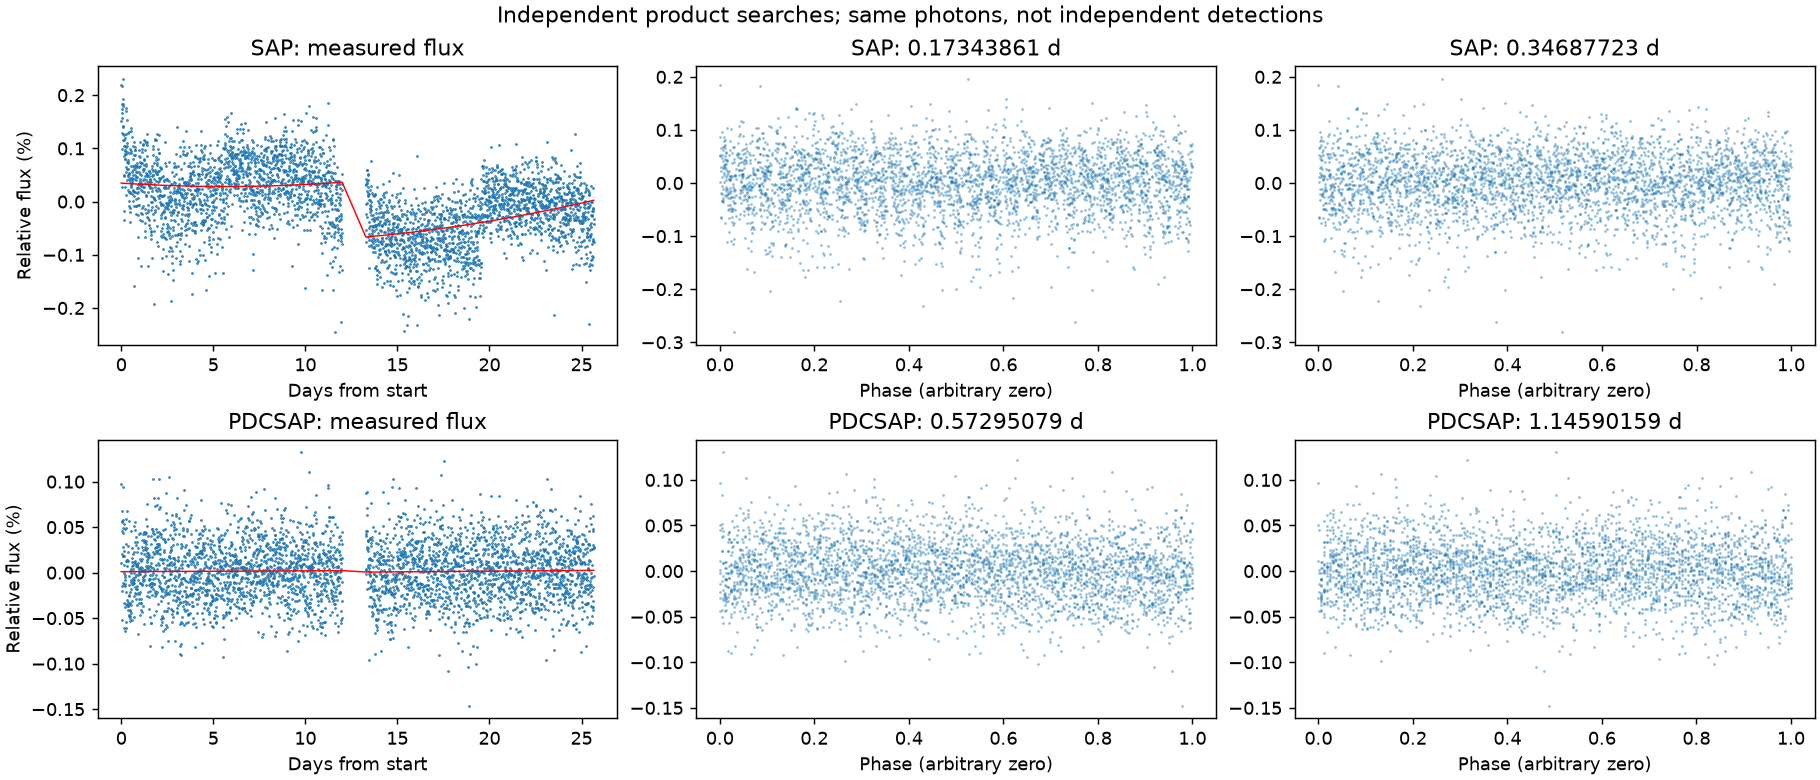 Independent product searches; same photons, not independent detections
SAP: measured flux
Relative flux (%)
0.2
0.1
0.0
−0.1
−0.2
0 5 10 15 20 25
Days from start
SAP: 0.17343861 d
0.2
0.1
0.0
−0.1
−0.2
−0.3
0.0 0.2 0.4 0.6 0.8 1.0
Phase (arbitrary zero)
SAP: 0.34687723 d
0.2
0.1
0.0
−0.1
−0.2
−0.3
0.0 0.2 0.4 0.6 0.8 1.0
Phase (arbitrary zero)
PDCSAP: measured flux
Relative flux (%)
0.10
0.05
0.00
−0.05
−0.10
−0.15
0 5 10 15 20 25
Days from start
PDCSAP: 0.57295079 d
0.10
0.05
0.00
−0.05
−0.10
−0.15
0.0 0.2 0.4 0.6 0.8 1.0
Phase (arbitrary zero)
PDCSAP: 1.14590159 d
0.10
0.05
0.00
−0.05
−0.10
−0.15
0.0 0.2 0.4 0.6 0.8 1.0
Phase (arbitrary zero)